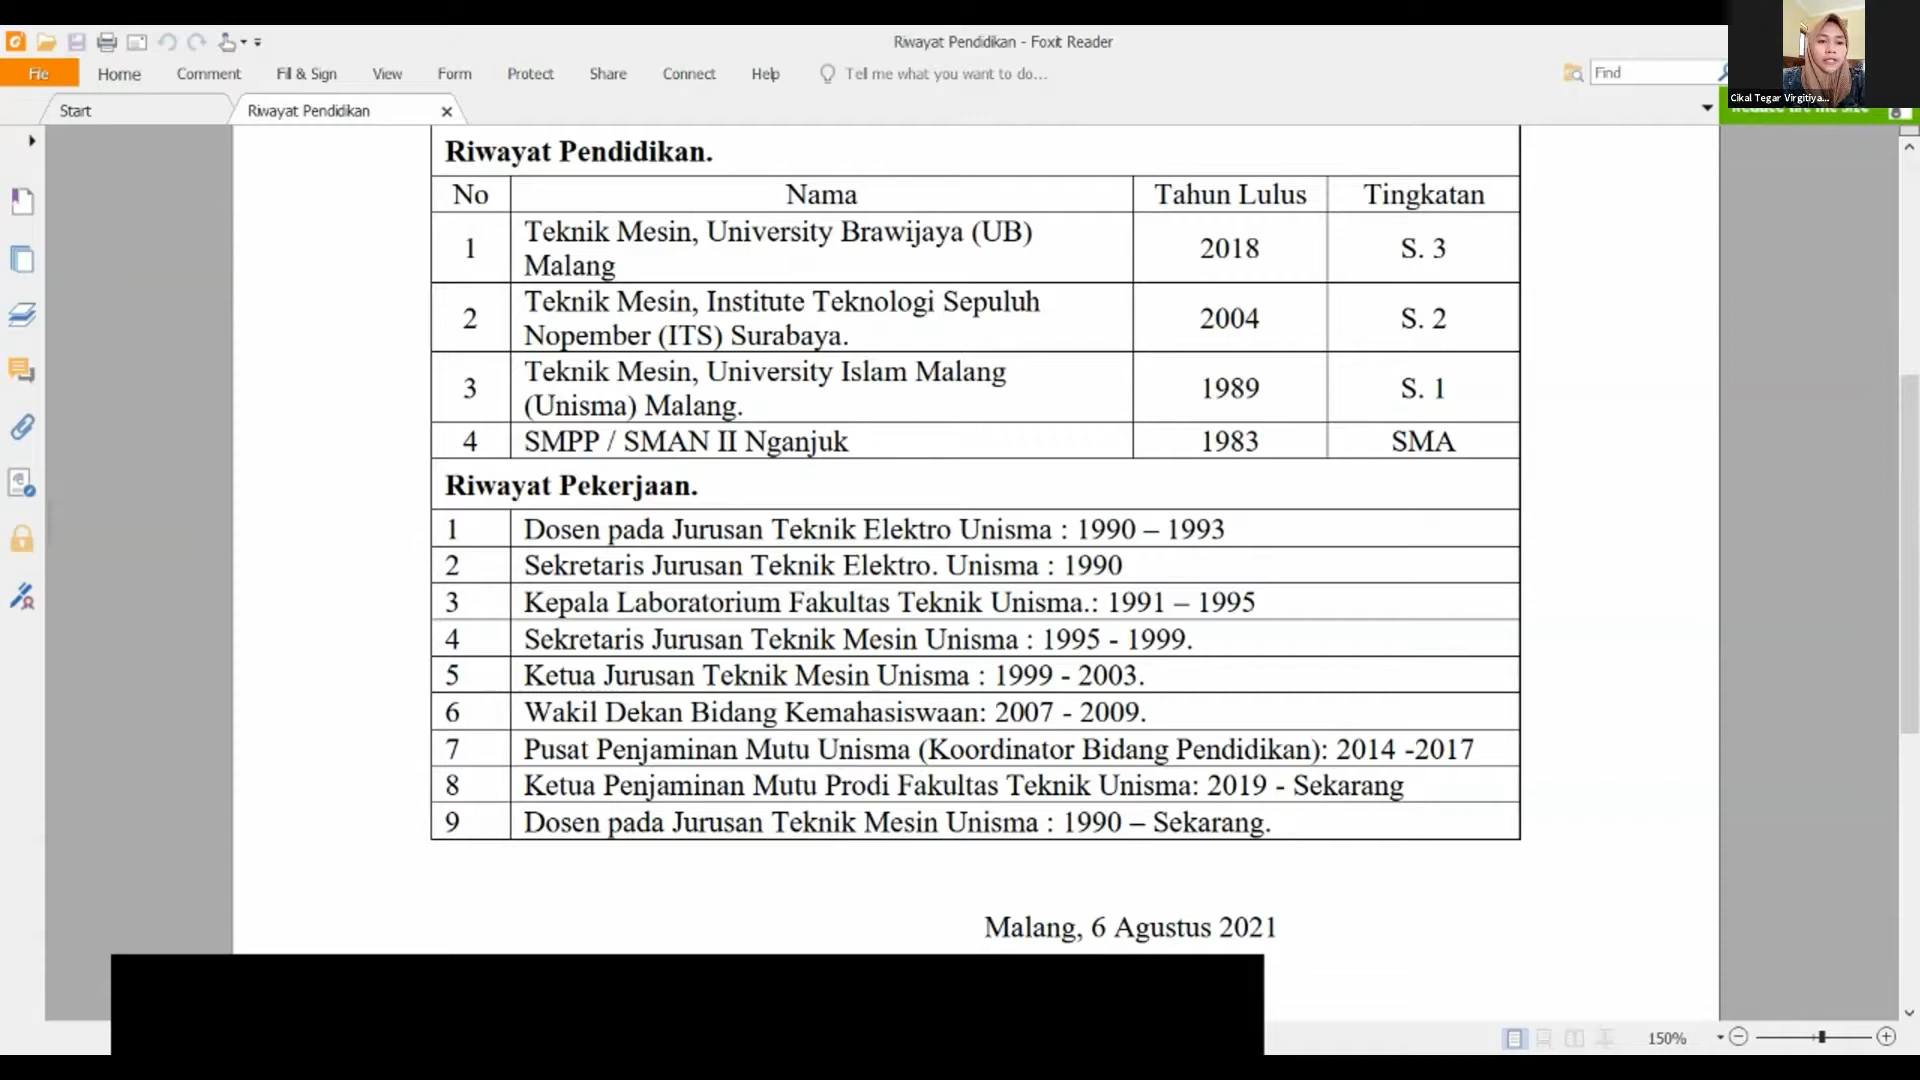 Riwayat Pendidikan - Foxit Reader
File Home Comment Fill & Sign View Form Protect Share Connect Help Tell me what you want to do... Find
Cikal Tegar Virgitiya...
Start Riwayat Pendidikan
Riwayat Pendidikan.
No Nama Tahun Lulus Tingkatan
1 Teknik Mesin, University Brawijaya (UB) 2018 S. 3
Malang
2 Teknik Mesin, Institute Teknologi Sepuluh 2004 S. 2
Nopember (ITS) Surabaya.
3 Teknik Mesin, University Islam Malang 1989 S. 1
(Unisma) Malang.
4 SMPP / SMAN II Nganjuk 1983 SMA
Riwayat Pekerjaan.
1 Dosen pada Jurusan Teknik Elektro Unisma : 1990 – 1993
2 Sekretaris Jurusan Teknik Elektro. Unisma : 1990
3 Kepala Laboratorium Fakultas Teknik Unisma.: 1991 – 1995
4 Sekretaris Jurusan Teknik Mesin Unisma : 1995 - 1999.
5 Ketua Jurusan Teknik Mesin Unisma : 1999 - 2003.
6 Wakil Dekan Bidang Kemahasiswaan: 2007 - 2009.
7 Pusat Penjaminan Mutu Unisma (Koordinator Bidang Pendidikan): 2014 -2017
8 Ketua Penjaminan Mutu Prodi Fakultas Teknik Unisma: 2019 - Sekarang
9 Dosen pada Jurusan Teknik Mesin Unisma : 1990 – Sekarang.
Malang, 6 Agustus 2021
150%